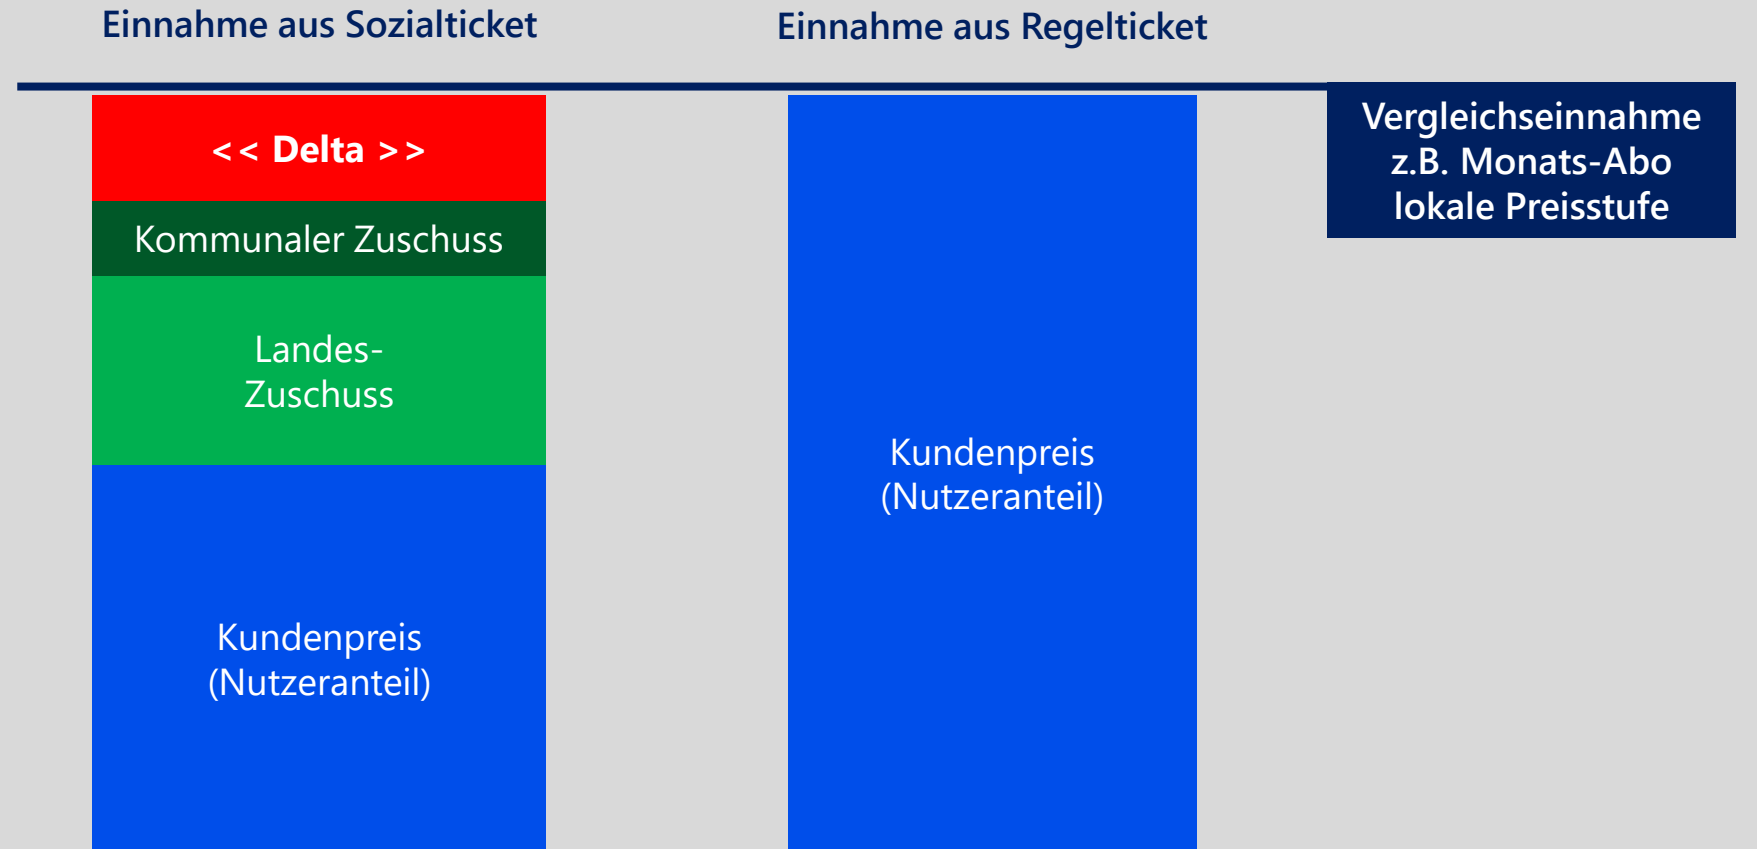 Einnahme aus Sozialticket
Einnahme aus Regelticket
Vergleichseinnahme
z.B. Monats-Abo
lokale Preisstufe
<< Delta >>
Kommunaler Zuschuss
Landes-
Zuschuss
Kundenpreis
(Nutzeranteil)
Kundenpreis
(Nutzeranteil)